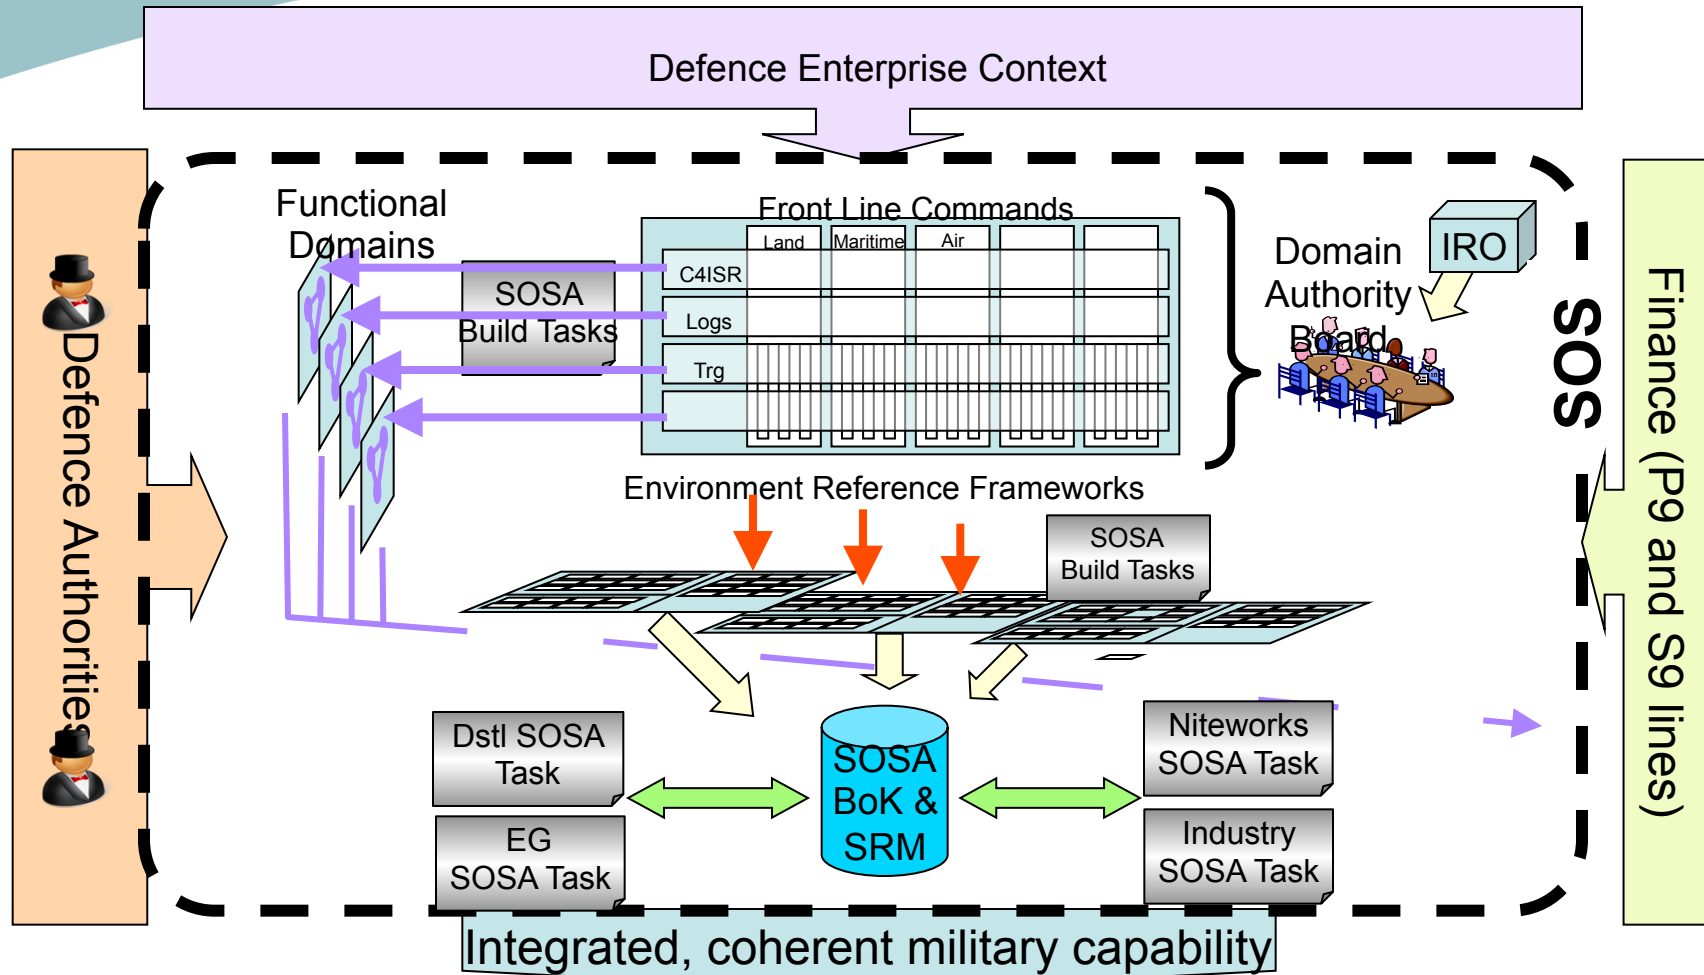 Defence Enterprise Context
Defence Authorities
Functional
Domains
SOSA
Build Tasks
Front Line Commands
Land
Maritime
Air
C4ISR
Logs
Trg
Domain
Authority
Board
IRO
SOS
Finance (P9 and S9 lines)
Environment Reference Frameworks
SOSA
Build Tasks
Dstl SOSA
Task
EG
SOSA Task
SOSA
BoK &
SRM
Niteworks
SOSA Task
Industry
SOSA Task
Integrated, coherent military capability